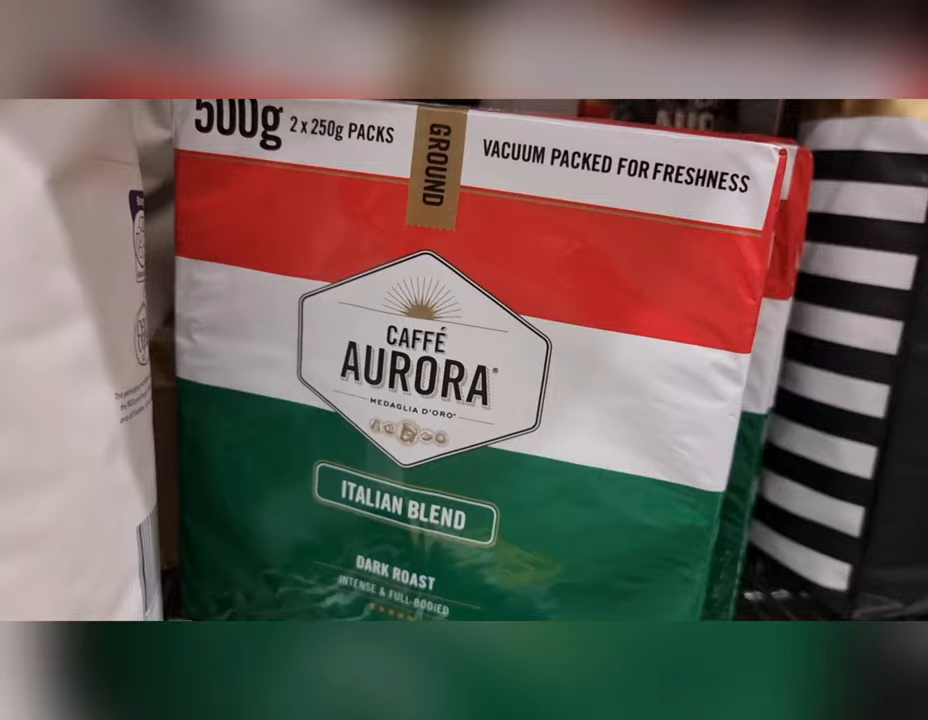 500g 2 x 250g PACKS
GROUND
VACUUM PACKED FOR FRESHNESS
CAFFÉ
AURORA®
MEDAGLIA D'ORO®
ITALIAN BLEND
DARK ROAST
INTENSE & FULL-BODIED